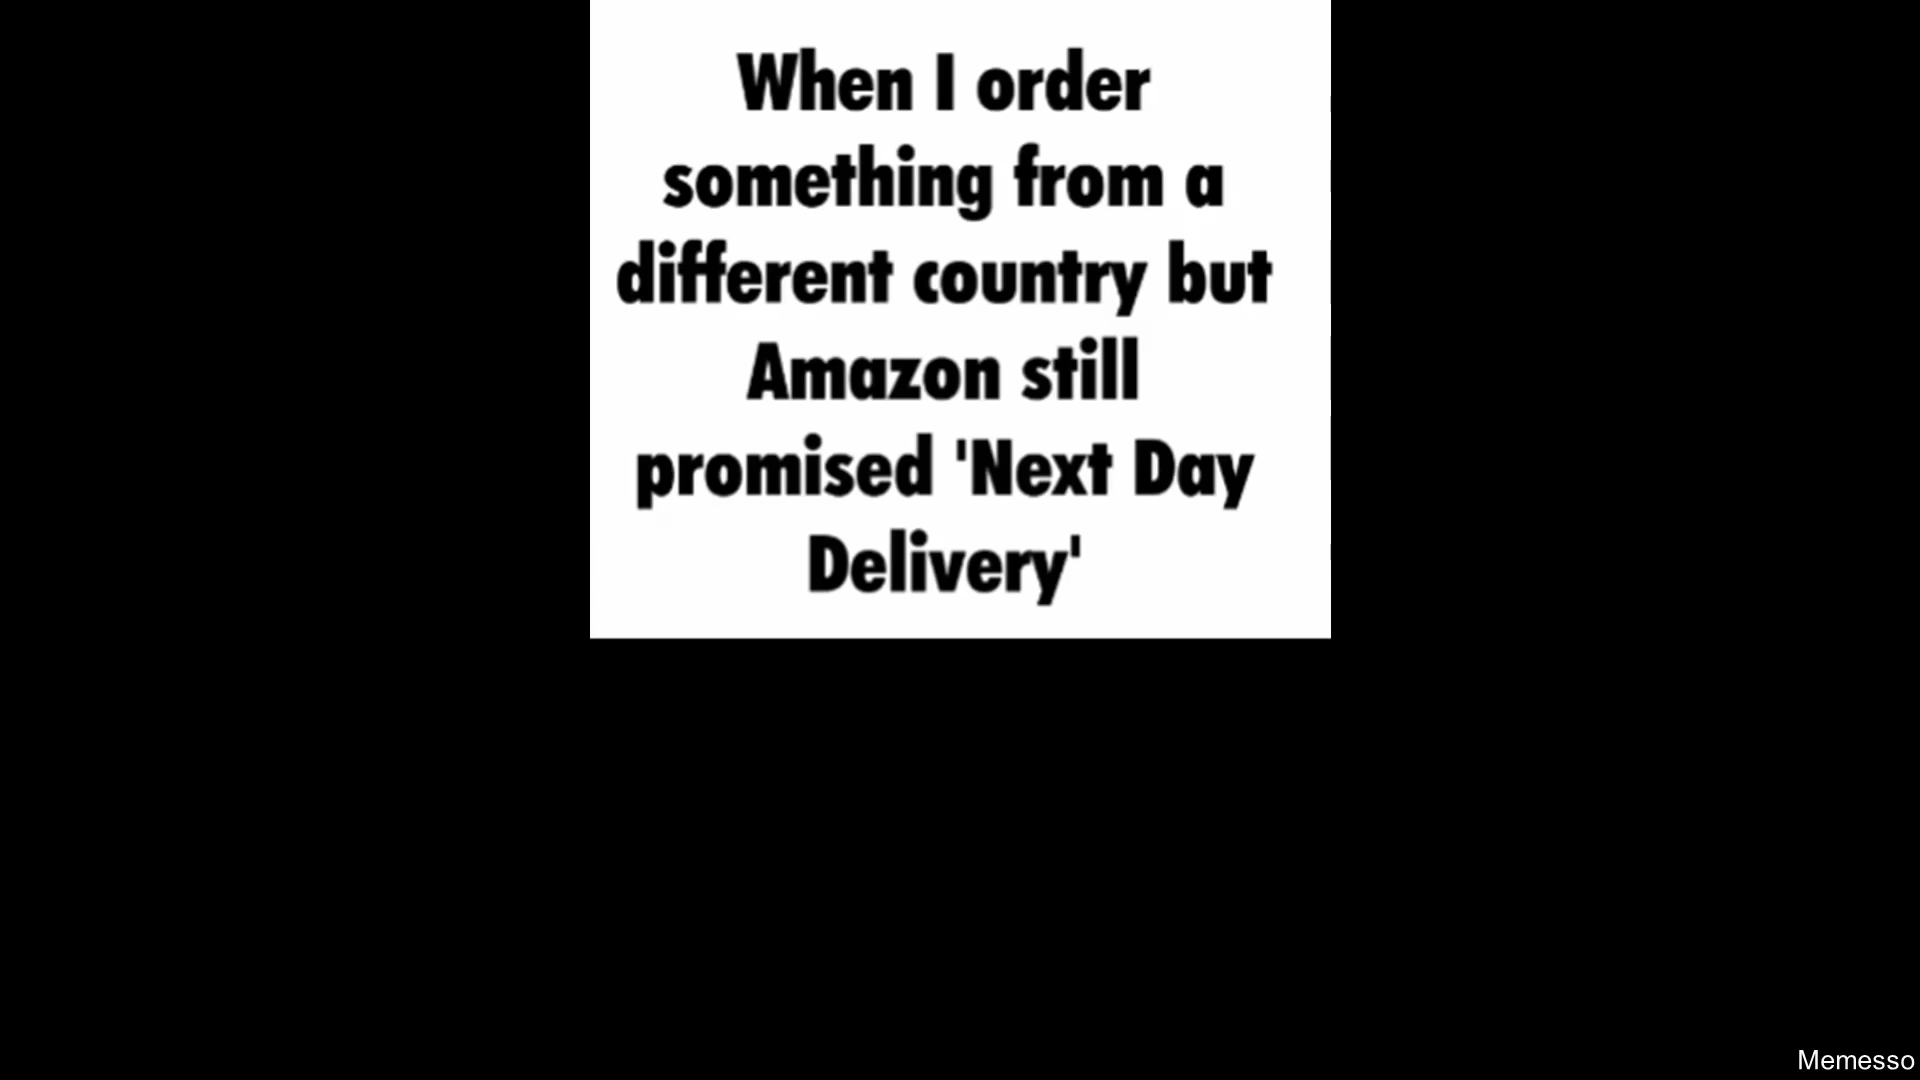 When I order
something from a
different country but
Amazon still
promised 'Next Day
Delivery'
Memesso